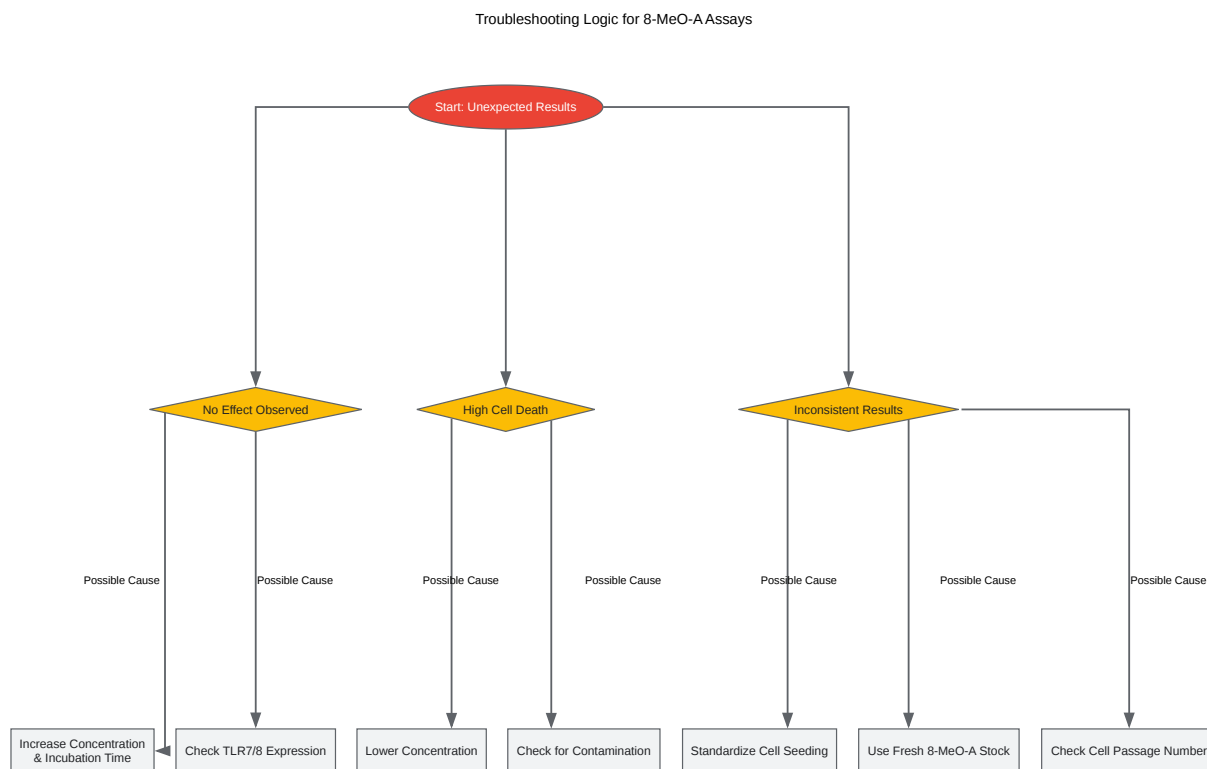 Troubleshooting Logic for 8-MeO-A Assays
Start: Unexpected Results
No Effect Observed
High Cell Death
Inconsistent Results
Possible Cause
Possible Cause
Possible Cause
Possible Cause
Possible Cause
Possible Cause
Possible Cause
Increase Concentration
& Incubation Time
Check TLR7/8 Expression
Lower Concentration
Check for Contamination
Standardize Cell Seeding
Use Fresh 8-MeO-A Stock
Check Cell Passage Number